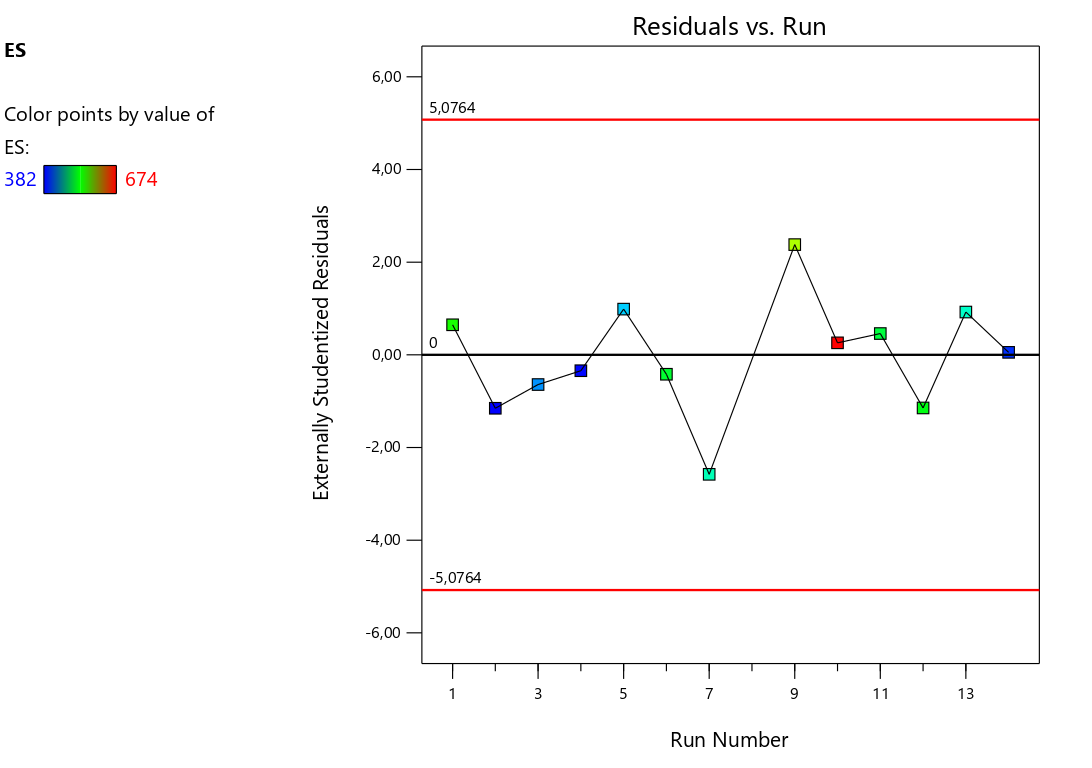 Residuals vs. Run
ES
Color points by value of
ES:
382 674
Externally Studentized Residuals
6,00
4,00
2,00
0,00
-2,00
-4,00
-6,00
5,0764
0
-5,0764
1 3 5 7 9 11 13
Run Number